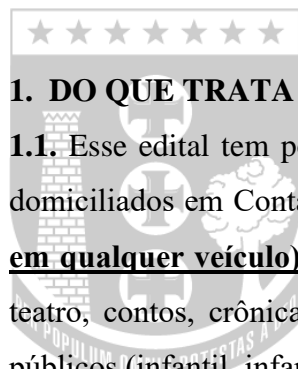 1. DO QUE TRATA
1.1. Esse edital tem p
domiciliados em Conta
em qualquer veículo)
teatro, contos, crônica
públicos (infantil, infan
POPULUM